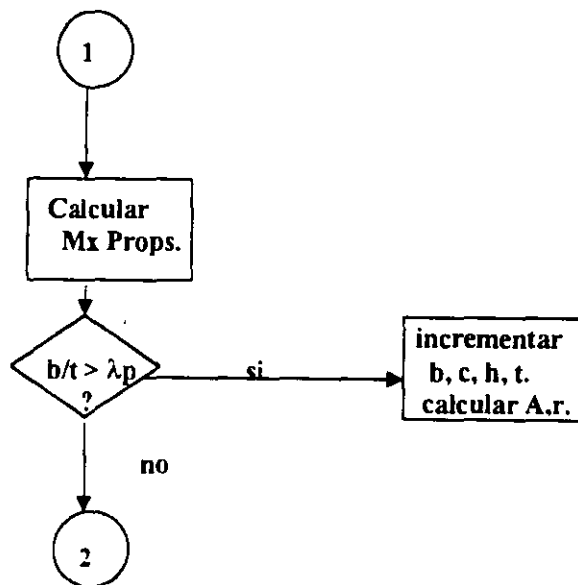 1
Calcular
Mx Props.
b/t > λp
?
si
incrementar
b, c, h, t.
calcular A,r.
no
2